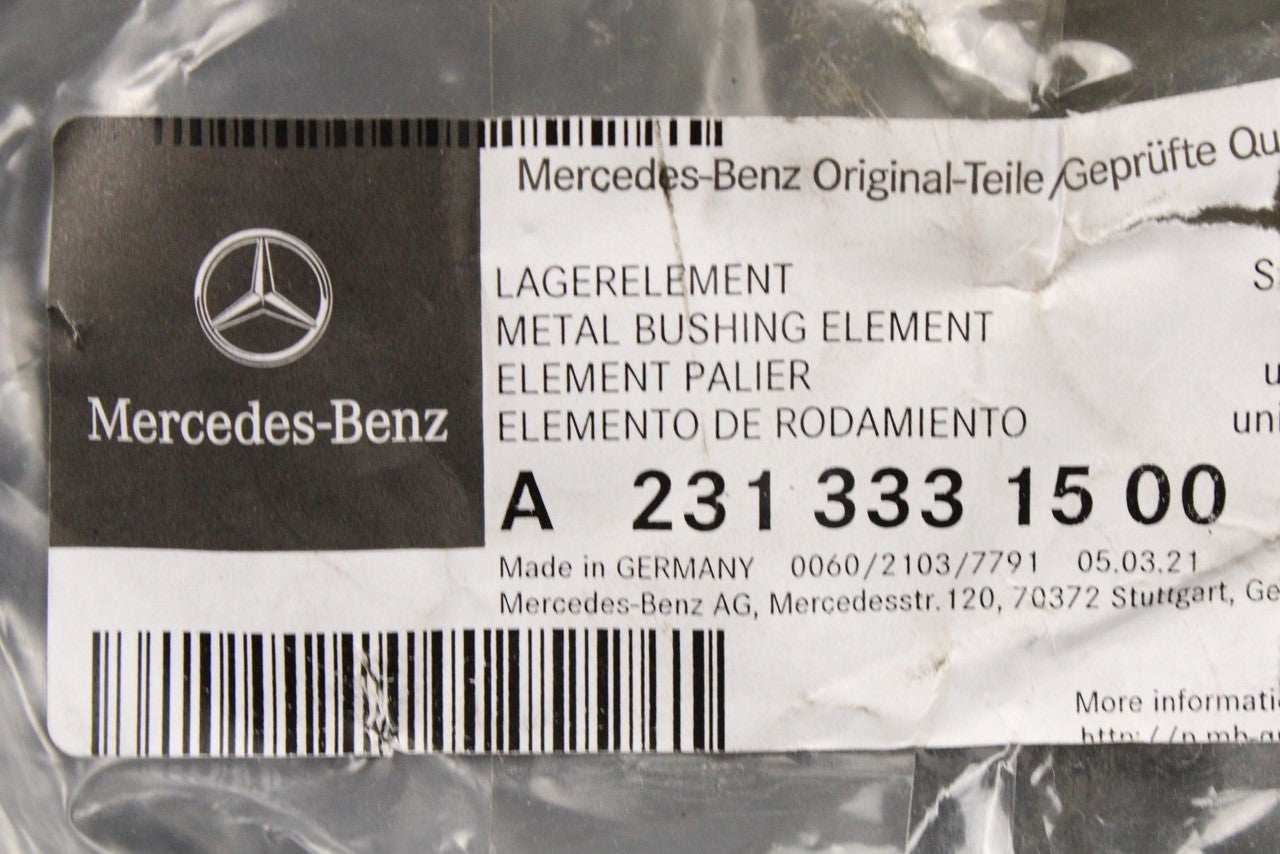 Mercedes-Benz Original-Teile/Geprüfte Qu
LAGERELEMENT
METAL BUSHING ELEMENT
ELEMENT PALIER
ELEMENTO DE RODAMIENTO
un
Mercedes-Benz
A 231 333 15 00
Made in GERMANY 0060/2103/7791 05.03.21
Mercedes-Benz AG, Mercedesstr. 120, 70372 Stuttgart, Ge
More informati